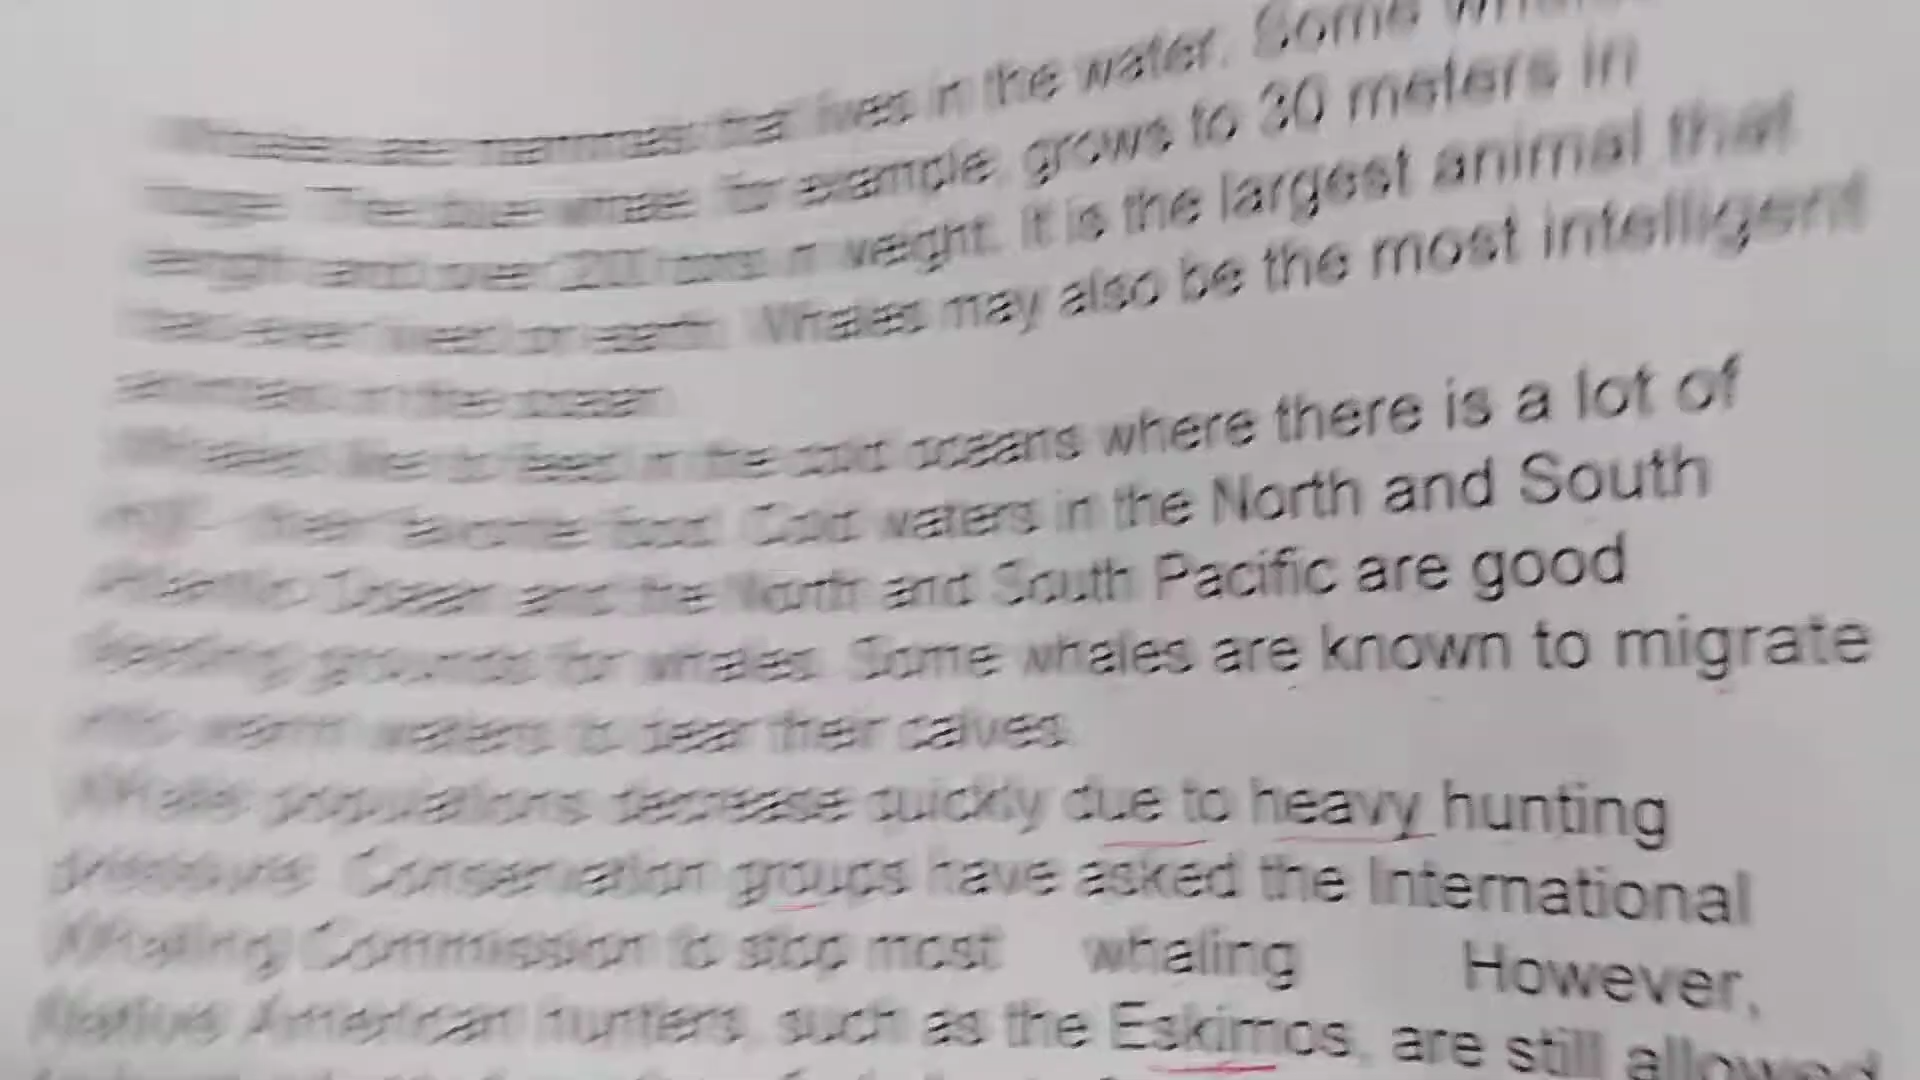 Whales are mammals that lives in the water. Some
The blue whale for example, grows to 30 meters in
length and over 200 tons in weight. It is the largest animal that
has ever lived on earth. Whales may also be the most intelligent
animals in the ocean
Whales like to feed in the cold oceans where there is a lot of
their favorite food. Cold waters in the North and South
Atlantic Ocean and the North and South Pacific are good
feeding grounds for whales. Some whales are known to migrate
into warm waters to bear their calves.
Whale populations decrease quickly due to heavy hunting
pressure. Conservation groups have asked the International
Whaling Commission to stop most whaling However,
Native American hunters, such as the Eskimos, are still allowed